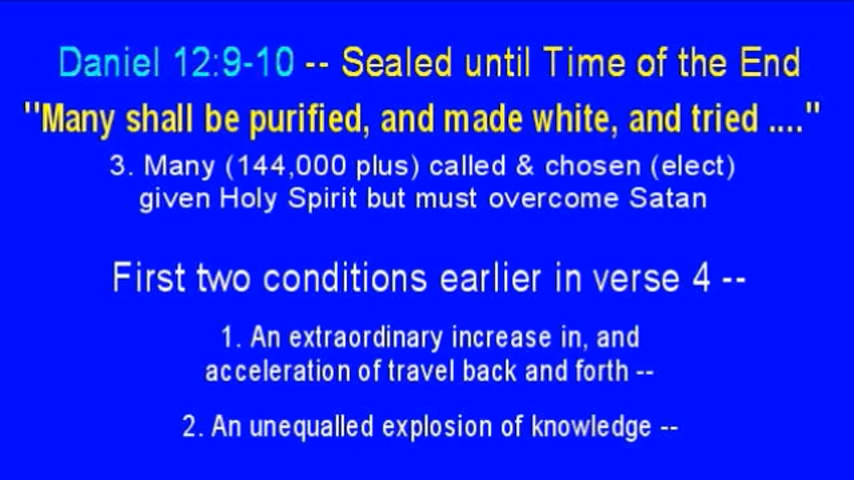 Daniel 12:9-10 -- Sealed until Time of the End
"Many shall be purified, and made white, and tried ...."
3. Many (144,000 plus) called & chosen (elect)
given Holy Spirit but must overcome Satan
First two conditions earlier in verse 4 --
1. An extraordinary increase in, and
acceleration of travel back and forth --
2. An unequalled explosion of knowledge --